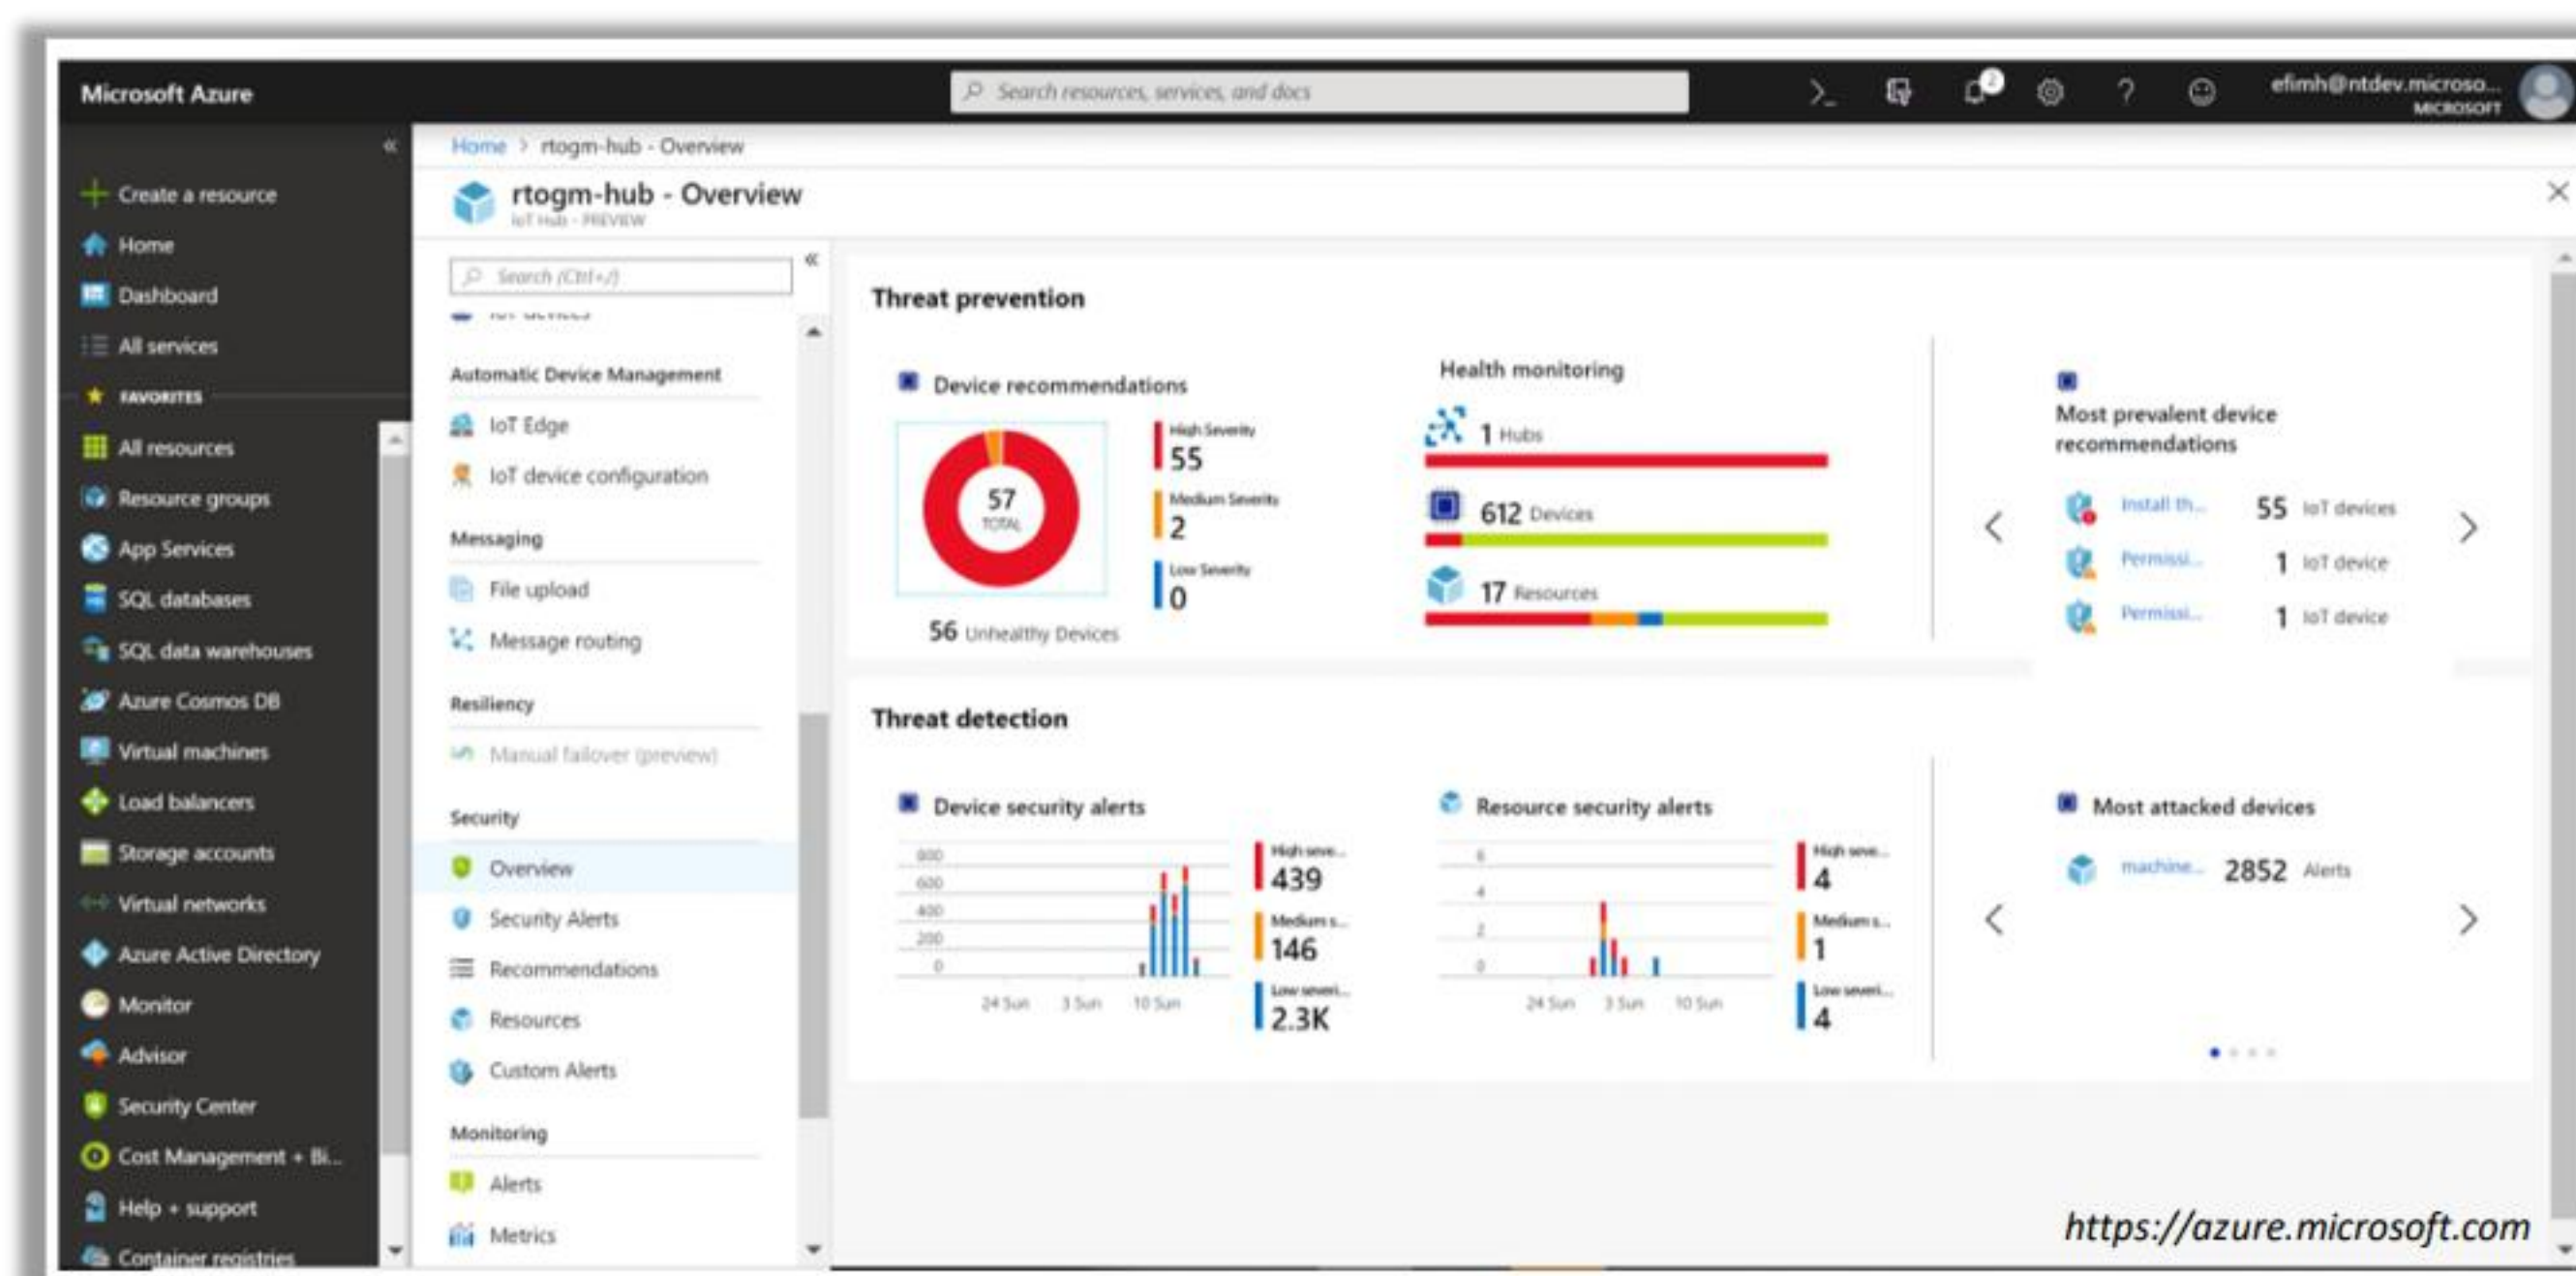 Microsoft Azure
Search resources, services, and docs
2
efimh@ntdev.microso...
MICROSOFT
Create a resource
Home
Dashboard
All services
FAVORITES
All resources
Resource groups
App Services
SQL databases
SQL data warehouses
Azure Cosmos DB
Virtual machines
Load balancers
Storage accounts
Virtual networks
Azure Active Directory
Monitor
Advisor
Security Center
Cost Management + Bi...
Help + support
Container registries
Home > rtogm-hub - Overview
rtogm-hub - Overview
IoT Hub - PREVIEW
Search (Ctrl+/)
IoT devices
Automatic Device Management
IoT Edge
IoT device configuration
Messaging
File upload
Message routing
Resiliency
Manual failover (preview)
Security
Overview
Security Alerts
Recommendations
Resources
Custom Alerts
Monitoring
Alerts
Metrics
Threat prevention
Device recommendations
57
TOTAL
56 Unhealthy Devices
High Severity
55
Medium Severity
2
Low Severity
0
Health monitoring
1 Hubs
612 Devices
17 Resources
Most prevalent device
recommendations
Install th... 55 IoT devices
Permissi... 1 IoT device
Permissi... 1 IoT device
Threat detection
Device security alerts
800
600
400
200
0
24 Sun 3 Sun 10 Sun
High seve...
439
Medium s...
146
Low severi...
2.3K
Resource security alerts
6
4
2
0
24 Sun 3 Sun 10 Sun
High seve...
4
Medium s...
1
Low severi...
4
Most attacked devices
machine... 2852 Alerts
https://azure.microsoft.com